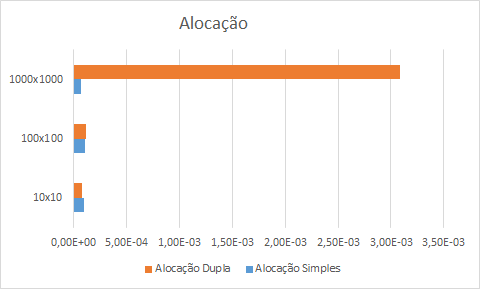 Alocação
1000x1000
100x100
10x10
0,00E+00 5,00E-04 1,00E-03 1,50E-03 2,00E-03 2,50E-03 3,00E-03 3,50E-03
Alocação Dupla Alocação Simples